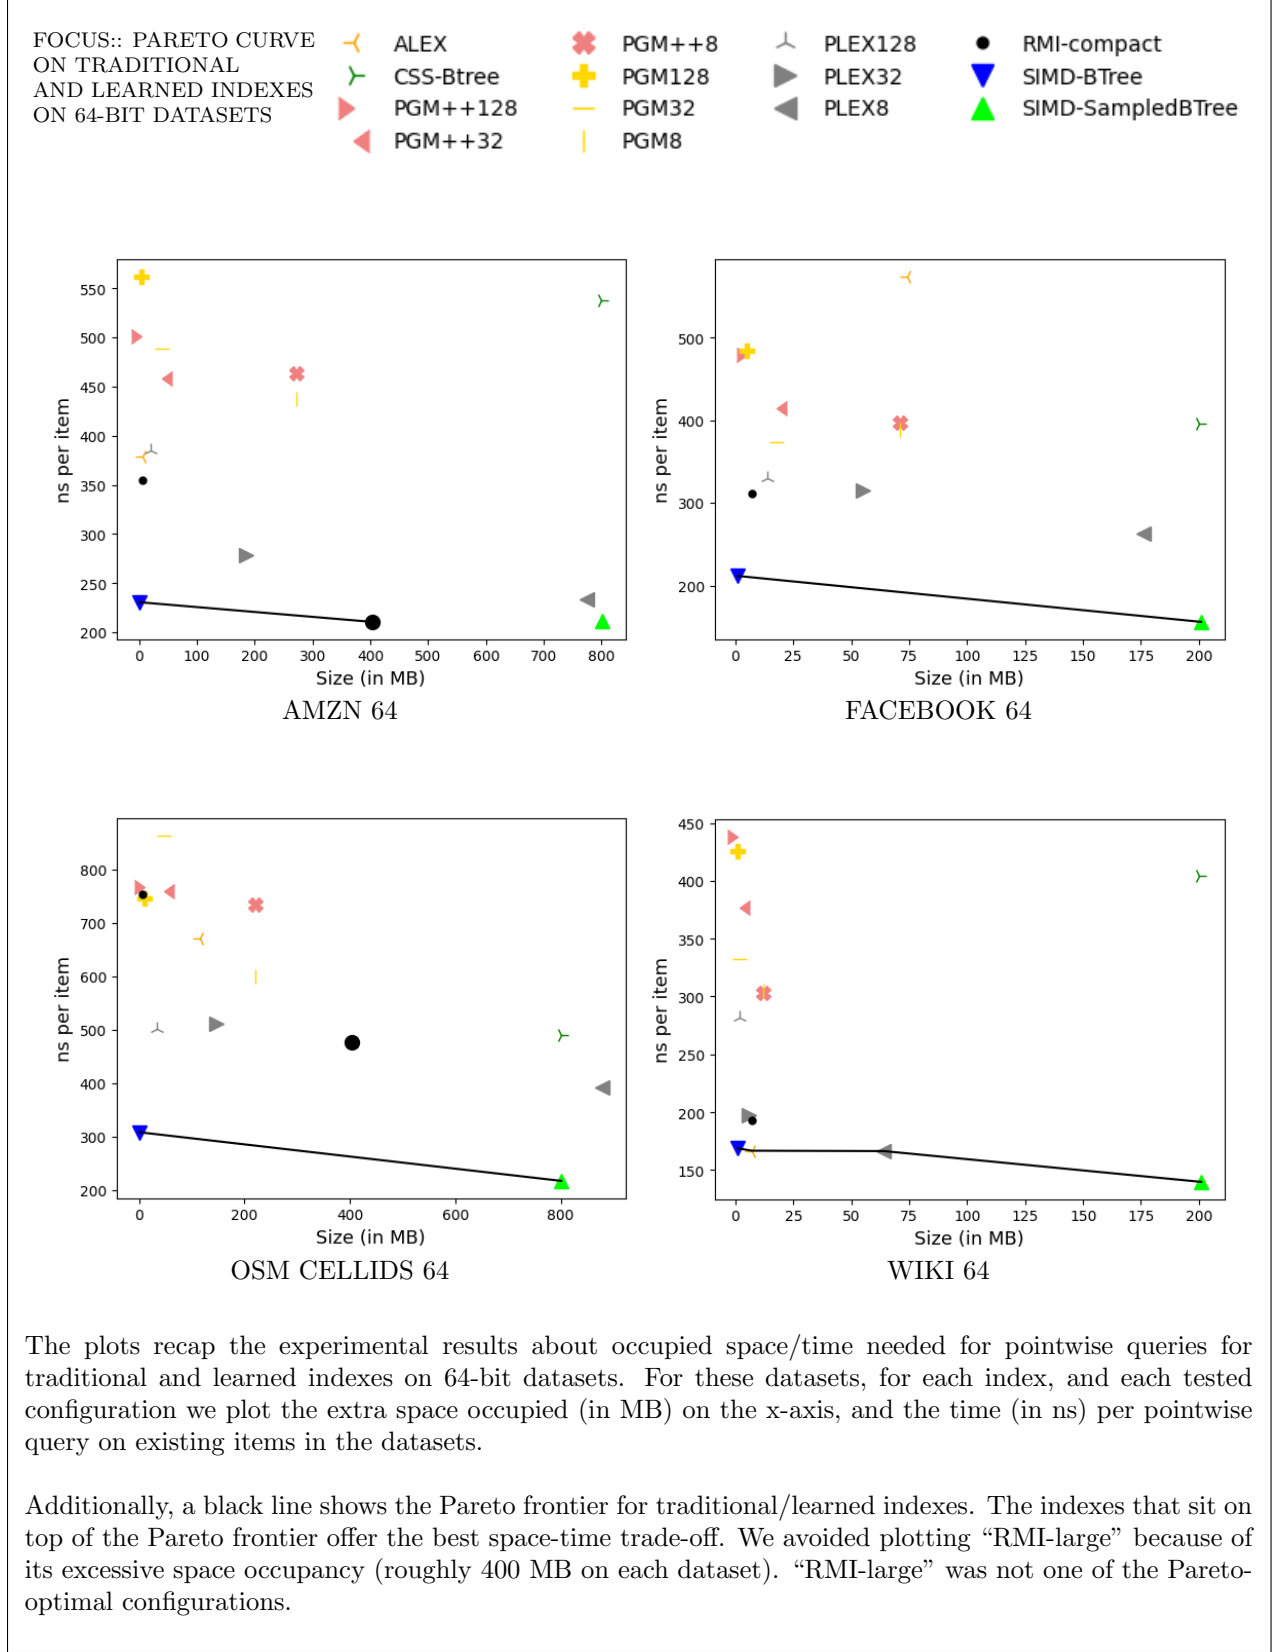 FOCUS:: PARETO CURVE
ON TRADITIONAL
AND LEARNED INDEXES
ON 64-BIT DATASETS
ALEX
CSS-Btree
PGM++128
PGM++32
PGM++8
PGM128
PGM32
PGM8
PLEX128
PLEX32
PLEX8
RMI-compact
SIMD-BTree
SIMD-SampledBTree
ns per item
550
500
450
400
350
300
250
200
0 100 200 300 400 500 600 700 800
Size (in MB)
AMZN 64
ns per item
500
400
300
200
0 25 50 75 100 125 150 175 200
Size (in MB)
FACEBOOK 64
ns per item
800
700
600
500
400
300
200
0 200 400 600 800
Size (in MB)
OSM CELLIDS 64
ns per item
450
400
350
300
250
200
150
0 25 50 75 100 125 150 175 200
Size (in MB)
WIKI 64
The plots recap the experimental results about occupied space/time needed for pointwise queries for
traditional and learned indexes on 64-bit datasets. For these datasets, for each index, and each tested
configuration we plot the extra space occupied (in MB) on the x-axis, and the time (in ns) per pointwise
query on existing items in the datasets.
Additionally, a black line shows the Pareto frontier for traditional/learned indexes. The indexes that sit on
top of the Pareto frontier offer the best space-time trade-off. We avoided plotting “RMI-large” because of
its excessive space occupancy (roughly 400 MB on each dataset). “RMI-large” was not one of the Pareto-
optimal configurations.